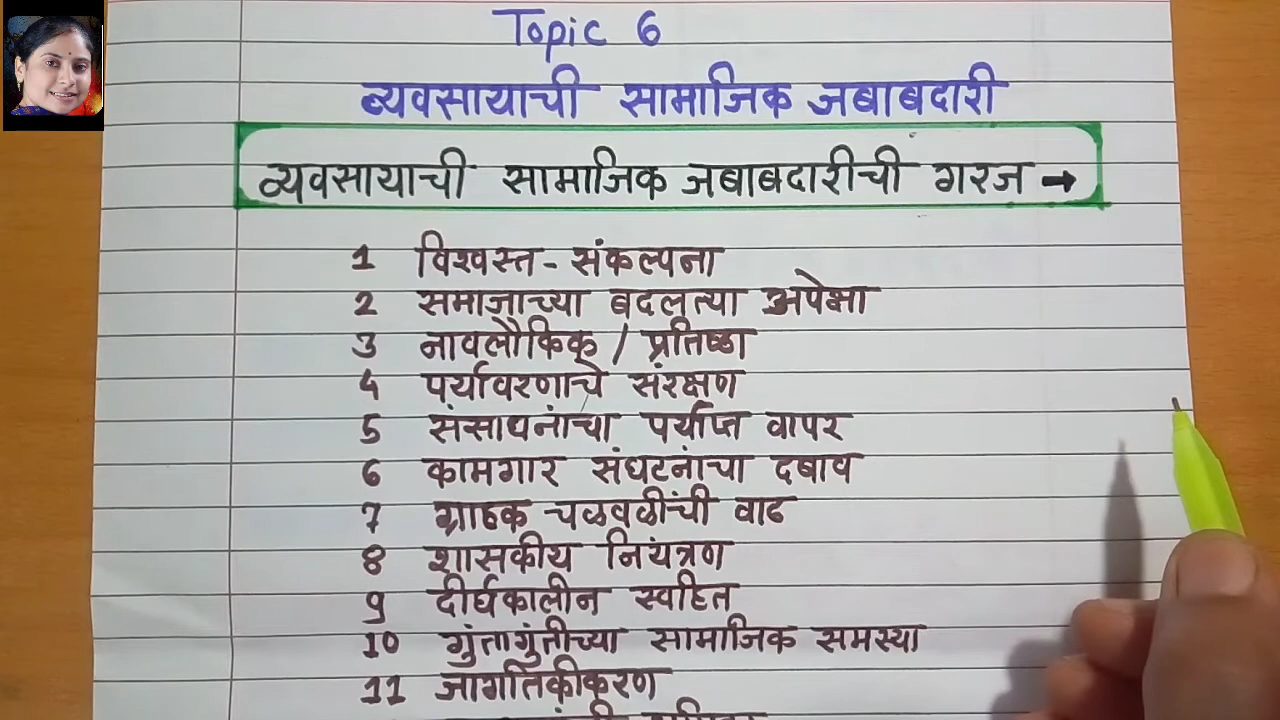 Topic 6
व्यवसायाची सामाजिक जबाबदारी
व्यवसायाची सामाजिक जबाबदारीची गरज →
1 विश्वस्त - संकल्पना
2 समाजाच्या बदलत्या अपेक्षा
3 नावलौकिक / प्रतिष्ठा
4 पर्यावरणाचे संरक्षण
5 संसाधनांचा पर्याप्त वापर
6 कामगार संघटनांचा दबाव
7 ग्राहक चळवळींची वाढ
8 शासकीय नियंत्रण
9 दीर्घकालीन स्वहित
10 गुंतागुंतीच्या सामाजिक समस्या
11 जागतिकीकरण